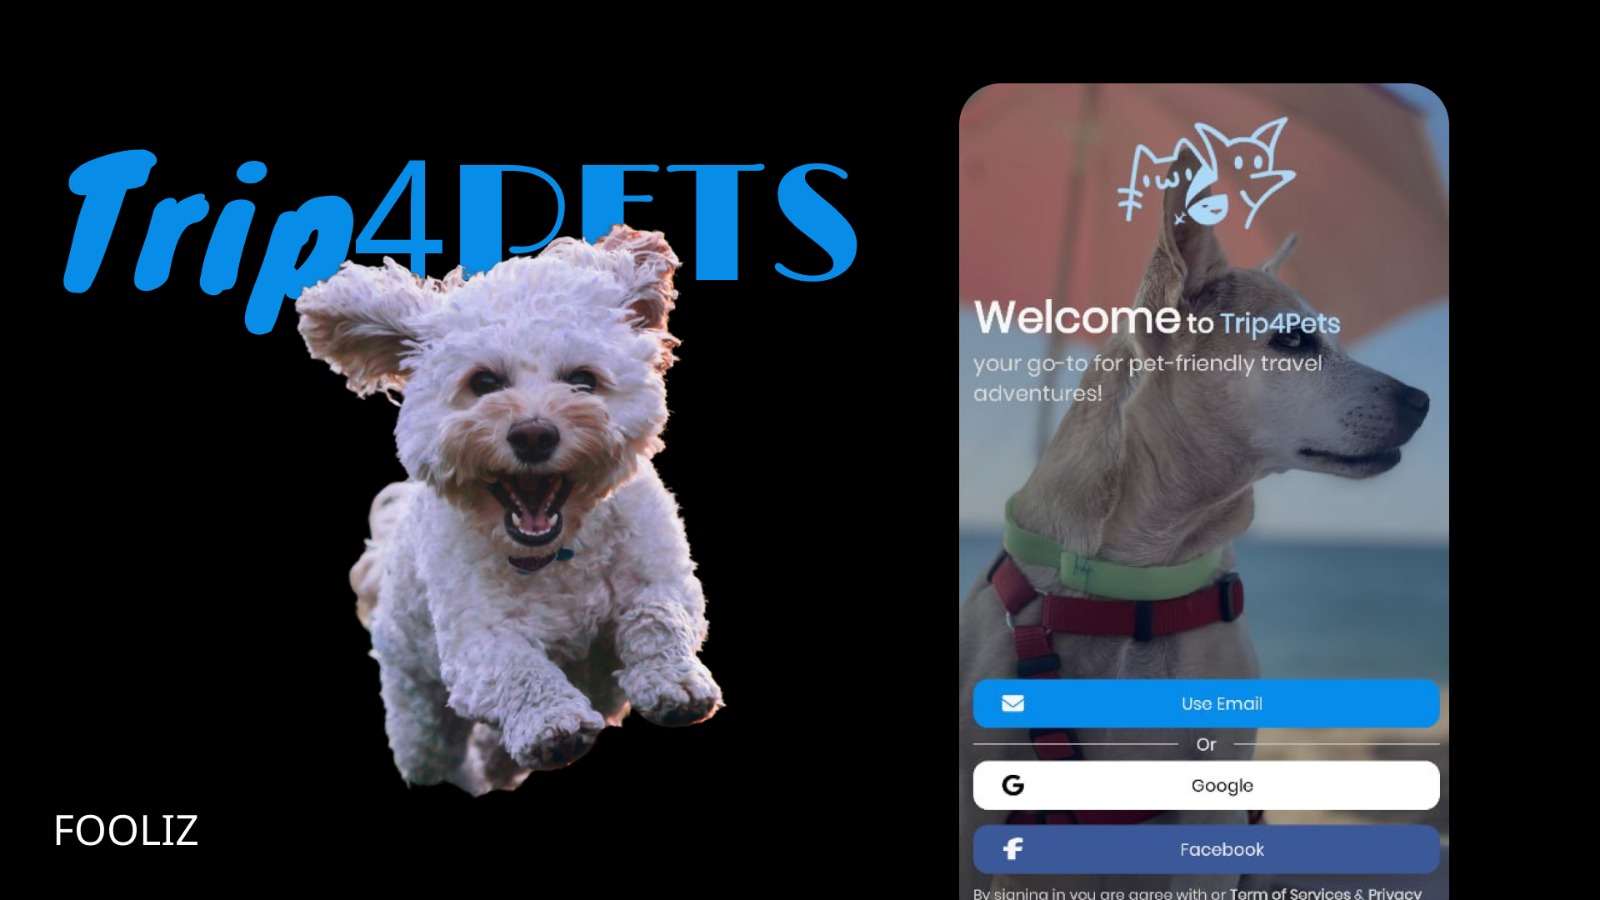 Trip4PETS
FOOLIZ
Welcome to Trip4Pets
your go-to for pet-friendly travel
adventures!
Use Email
Or
Google
Facebook
By signing in you are agree with or Term of Services & Privacy